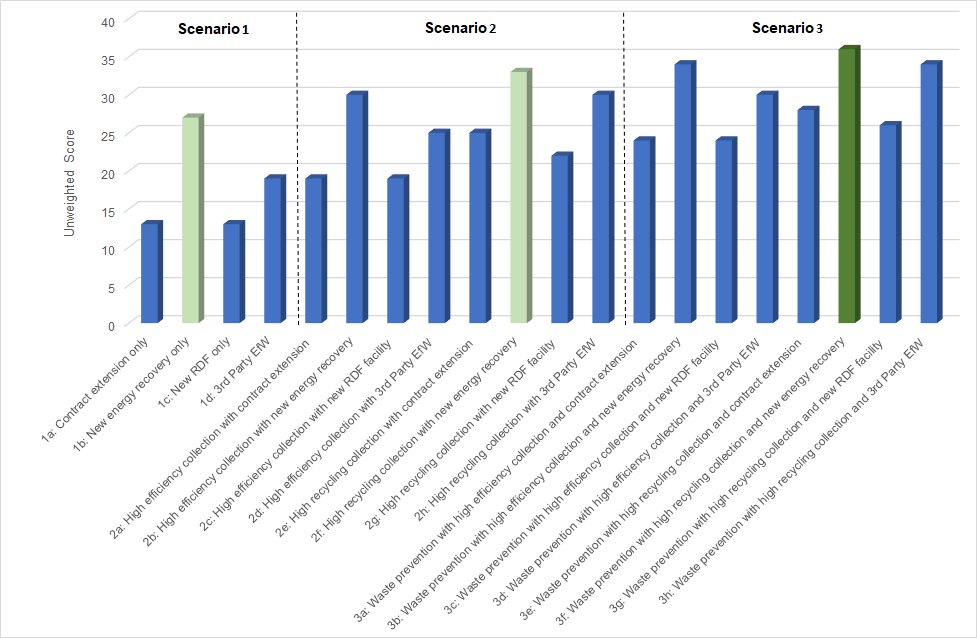 Scenario 1
Scenario 2
Scenario 3
Unweighted Score
40
35
30
25
20
15
10
5
0
1a: Contract extension only
1b: New energy recovery only
1c: New RDF only
1d: 3rd Party EfW
2a: High efficiency collection with contract extension
2b: High efficiency collection with new energy recovery
2c: High efficiency collection with new RDF facility
2d: High efficiency collection with 3rd Party EfW
2e: High recycling collection with contract extension
2f: High recycling collection with new energy recovery
2g: High recycling collection with new RDF facility
2h: High recycling collection with 3rd Party EfW
3a: Waste prevention with high efficiency collection and contract extension
3b: Waste prevention with high efficiency collection and new energy recovery
3c: Waste prevention with high efficiency collection and new RDF facility
3d: Waste prevention with high efficiency collection and 3rd Party EfW
3e: Waste prevention with high recycling collection and contract extension
3f: Waste prevention with high recycling collection and new energy recovery
3g: Waste prevention with high recycling collection and new RDF facility
3h: Waste prevention with high recycling collection and 3rd Party EfW